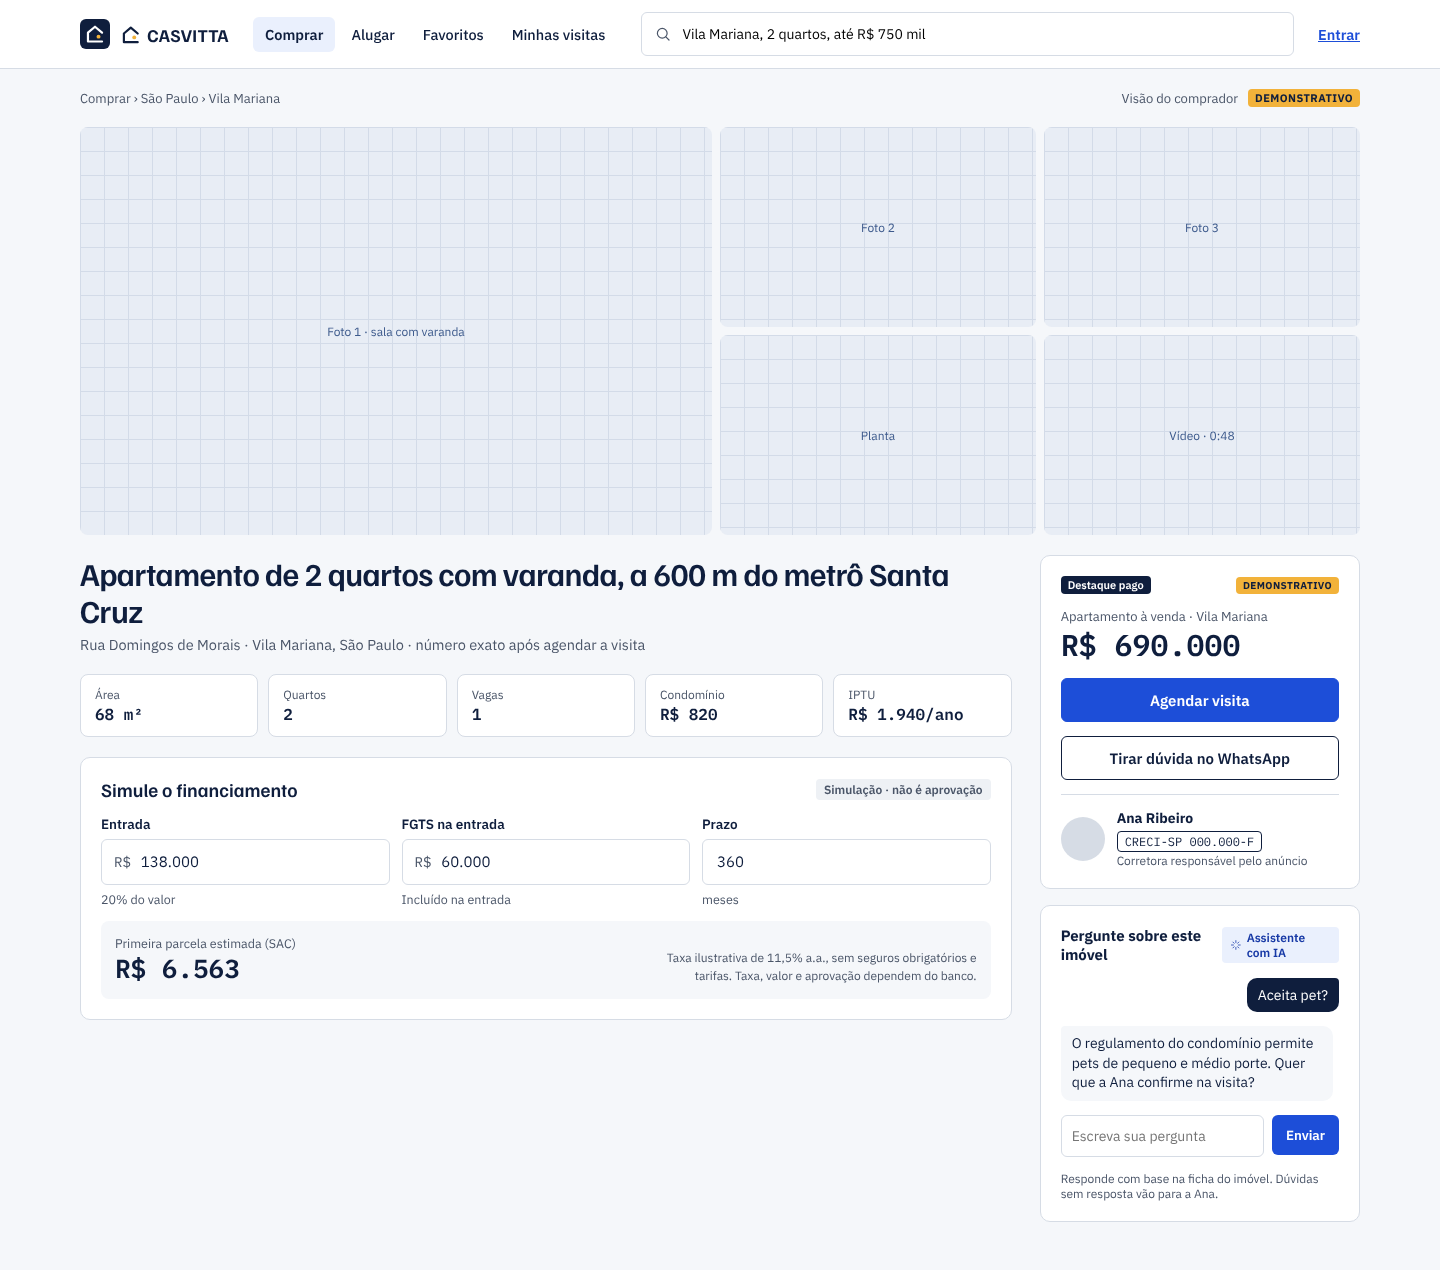 CASVITTA
Comprar
Alugar
Favoritos
Minhas visitas
Vila Mariana, 2 quartos, até R$ 750 mil
Entrar
Comprar › São Paulo › Vila Mariana
Visão do comprador
DEMONSTRATIVO
Foto 1 · sala com varanda
Foto 2
Foto 3
Planta
Vídeo · 0:48
Apartamento de 2 quartos com varanda, a 600 m do metrô Santa
Cruz
Rua Domingos de Morais · Vila Mariana, São Paulo · número exato após agendar a visita
Área
68 m²
Quartos
2
Vagas
1
Condomínio
R$ 820
IPTU
R$ 1.940/ano
Simule o financiamento
Simulação · não é aprovação
Entrada
R$ 138.000
20% do valor
FGTS na entrada
R$ 60.000
Incluído na entrada
Prazo
360
meses
Primeira parcela estimada (SAC)
R$ 6.563
Taxa ilustrativa de 11,5% a.a., sem seguros obrigatórios e
tarifas. Taxa, valor e aprovação dependem do banco.
Destaque pago
DEMONSTRATIVO
Apartamento à venda · Vila Mariana
R$ 690.000
Agendar visita
Tirar dúvida no WhatsApp
Ana Ribeiro
CRECI-SP 000.000-F
Corretora responsável pelo anúncio
Pergunte sobre este
imóvel
Assistente
com IA
Aceita pet?
O regulamento do condomínio permite
pets de pequeno e médio porte. Quer
que a Ana confirme na visita?
Escreva sua pergunta
Enviar
Responde com base na ficha do imóvel. Dúvidas
sem resposta vão para a Ana.